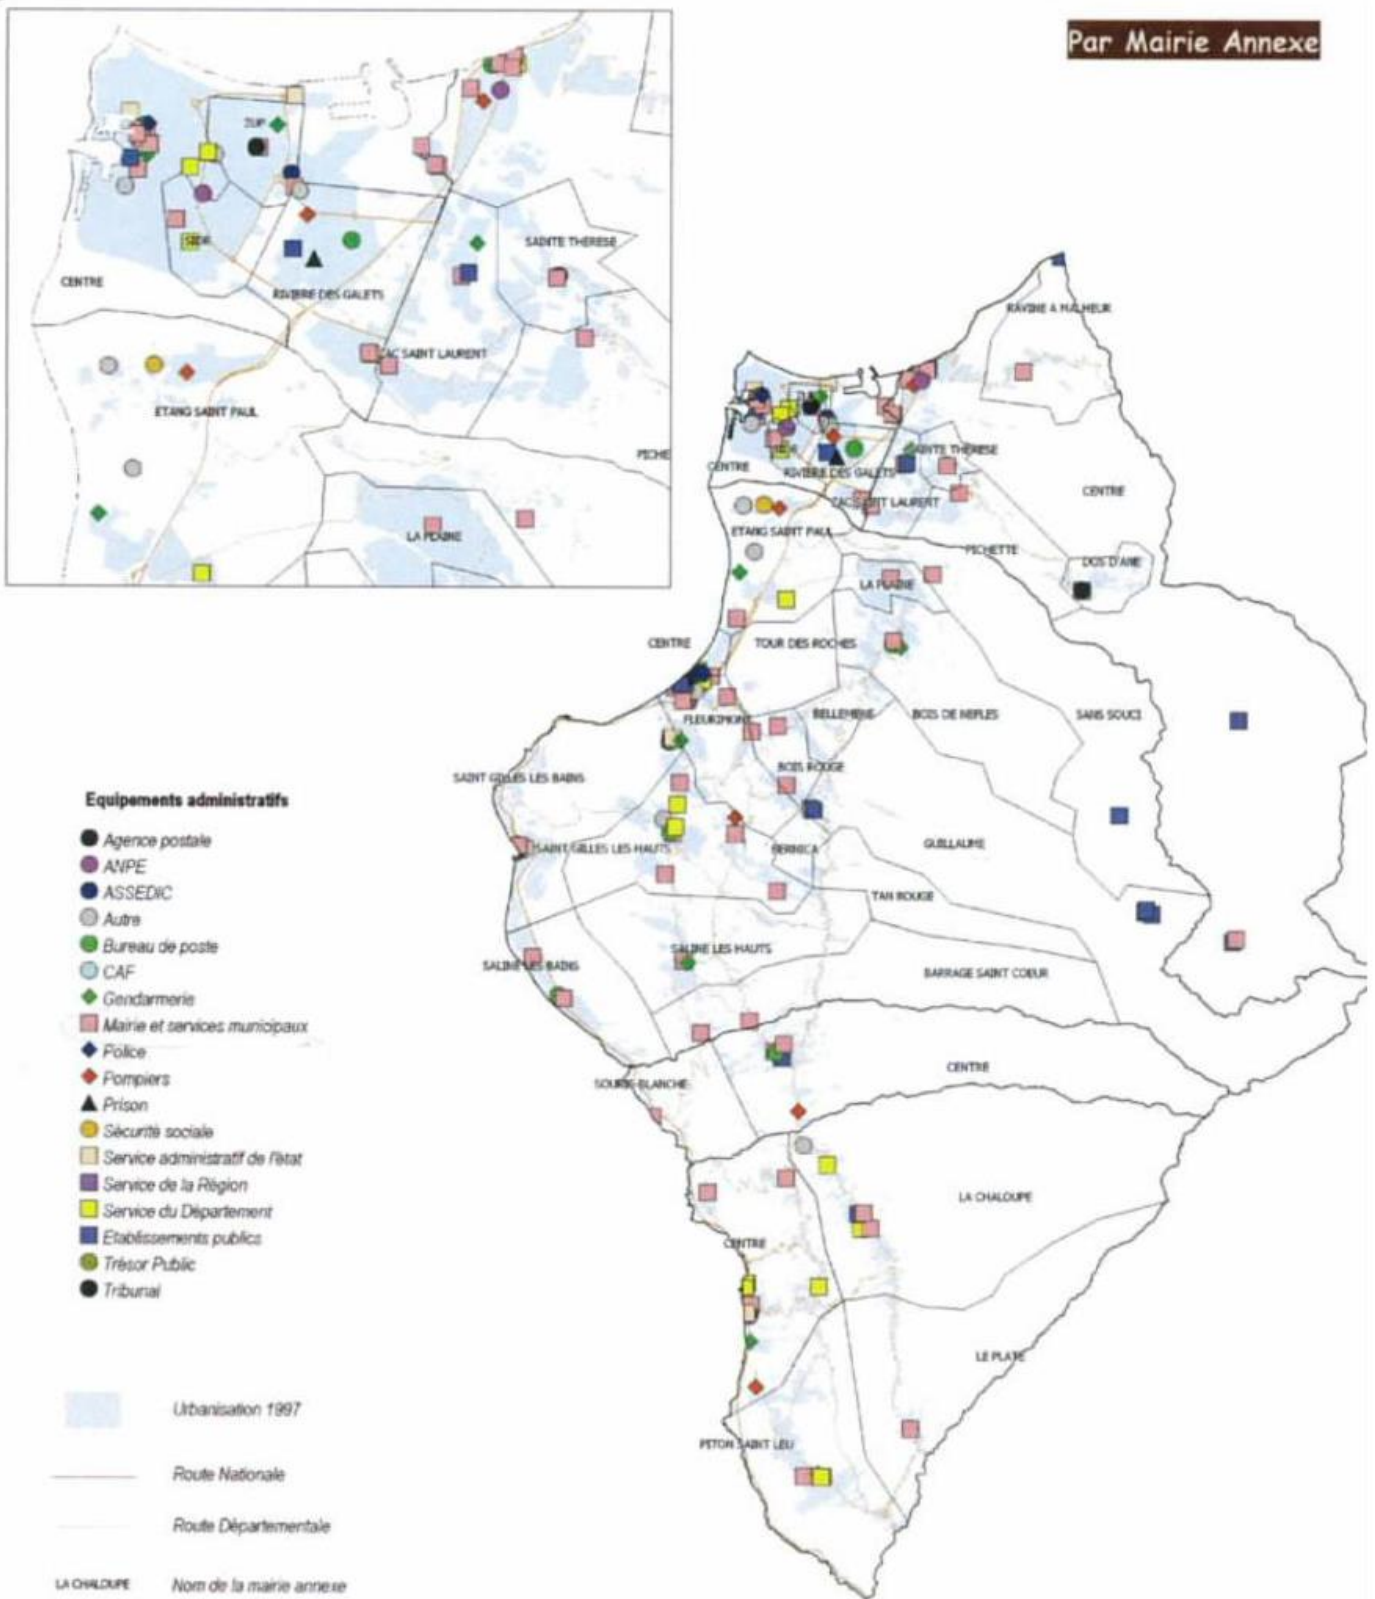 Par Mairie Annexe
ZUP
SAINTE THERESE
SIDR
CENTRE
RIVIERE DES GALETS
ZAC SAINT LAURENT
ETANG SAINT PAUL
PICHE
LA PLAINE
RAVINE A MALHEUR
SAINTE THERESE
CENTRE
RIVIERE DES GALETS
CENTRE
ZAC SAINT LAURENT
ETANG SAINT PAUL
PICHETTE
DOS D'ANE
LA PLAINE
CENTRE
TOUR DES ROCHES
FLEURIMONT
BELLEMENE
BOIS DE NEFLES
SANS SOUCI
BOIS ROUGE
SAINT GILLES LES BAINS
SAINT GILLES LES HAUTS
BERNICA
GUILLAUME
TAN ROUGE
SALINE LES HAUTS
SALINE LES BAINS
BARRAGE SAINT COEUR
CENTRE
SOURIS BLANCHE
LA CHALOUPE
CENTRE
LE PLATE
PITON SAINT LEU
Equipements administratifs
Agence postale
ANPE
ASSEDIC
Autre
Bureau de poste
CAF
Gendarmerie
Mairie et services municipaux
Police
Pompiers
Prison
Sécurité sociale
Service administratif de l'état
Service de la Région
Service du Département
Etablissements publics
Trésor Public
Tribunal
Urbanisation 1997
Route Nationale
Route Départementale
LA CHALOUPE Nom de la mairie annexe